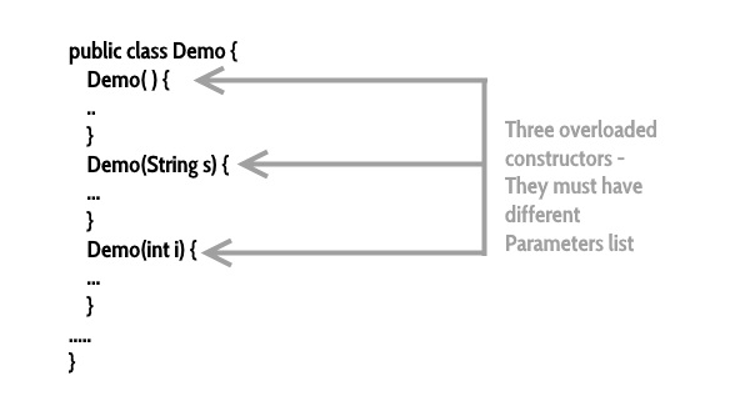 public class Demo {
Demo( ) {
..
}
Demo(String s) {
...
}
Demo(int i) {
...
}
.....
}
Three overloaded
constructors -
They must have
different
Parameters list